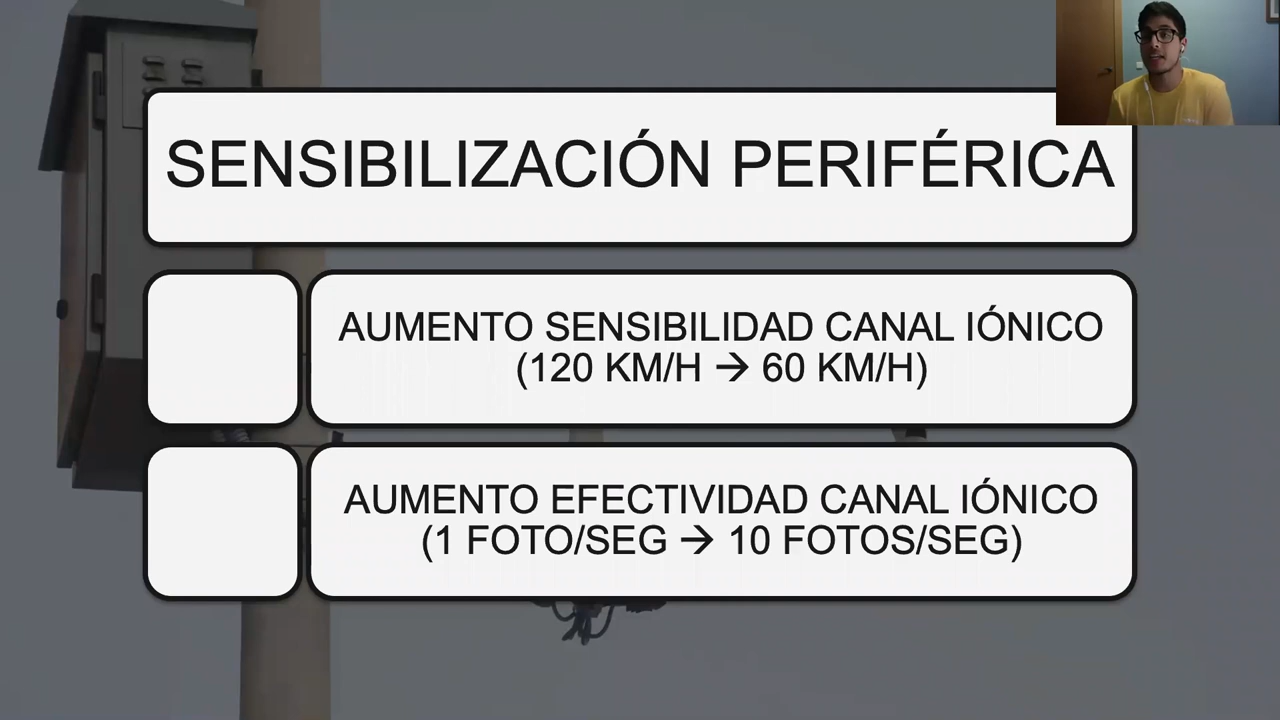 SENSIBILIZACIÓN PERIFÉRICA
AUMENTO SENSIBILIDAD CANAL IÓNICO
(120 KM/H → 60 KM/H)
AUMENTO EFECTIVIDAD CANAL IÓNICO
(1 FOTO/SEG → 10 FOTOS/SEG)